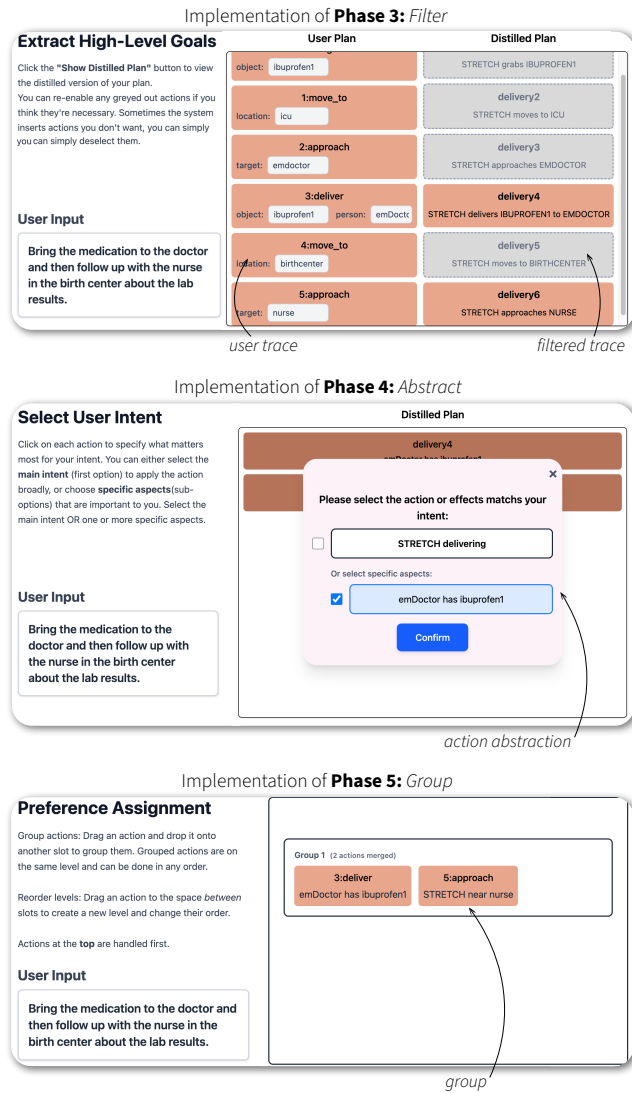 Implementation of Phase 3: Filter
Extract High-Level Goals
Click the "Show Distilled Plan" button to view
the distilled version of your plan.
You can re-enable any greyed out actions if you
think they're necessary. Sometimes the system
inserts actions you don't want, you can simply
you can simply deselect them.
User Input
Bring the medication to the doctor
and then follow up with the nurse
in the birth center about the lab
results.
User Plan
object: ibuprofen1
1:move_to
location: icu
2:approach
target: emdoctor
3:deliver
object: ibuprofen1 person: emDoctc
4:move_to
location: birthcenter
5:approach
target: nurse
Distilled Plan
STRETCH grabs IBUPROFEN1
delivery2
STRETCH moves to ICU
delivery3
STRETCH approaches EMDOCTOR
delivery4
STRETCH delivers IBUPROFEN1 to EMDOCTOR
delivery5
STRETCH moves to BIRTHCENTER
delivery6
STRETCH approaches NURSE
user trace
filtered trace
Implementation of Phase 4: Abstract
Select User Intent
Click on each action to specify what matters
most for your intent. You can either select the
main intent (first option) to apply the action
broadly, or choose specific aspects(sub-
options) that are important to you. Select the
main intent OR one or more specific aspects.
User Input
Bring the medication to the
doctor and then follow up with
the nurse in the birth center
about the lab results.
Distilled Plan
delivery4
emDoctor has ibuprofen1
×
Please select the action or effects matchs your
intent:
STRETCH delivering
Or select specific aspects:
emDoctor has ibuprofen1
Confirm
action abstraction
Implementation of Phase 5: Group
Preference Assignment
Group actions: Drag an action and drop it onto
another slot to group them. Grouped actions are on
the same level and can be done in any order.
Reorder levels: Drag an action to the space between
slots to create a new level and change their order.
Actions at the top are handled first.
User Input
Bring the medication to the doctor and
then follow up with the nurse in the
birth center about the lab results.
Group 1 (2 actions merged)
3:deliver
emDoctor has ibuprofen1
5:approach
STRETCH near nurse
group